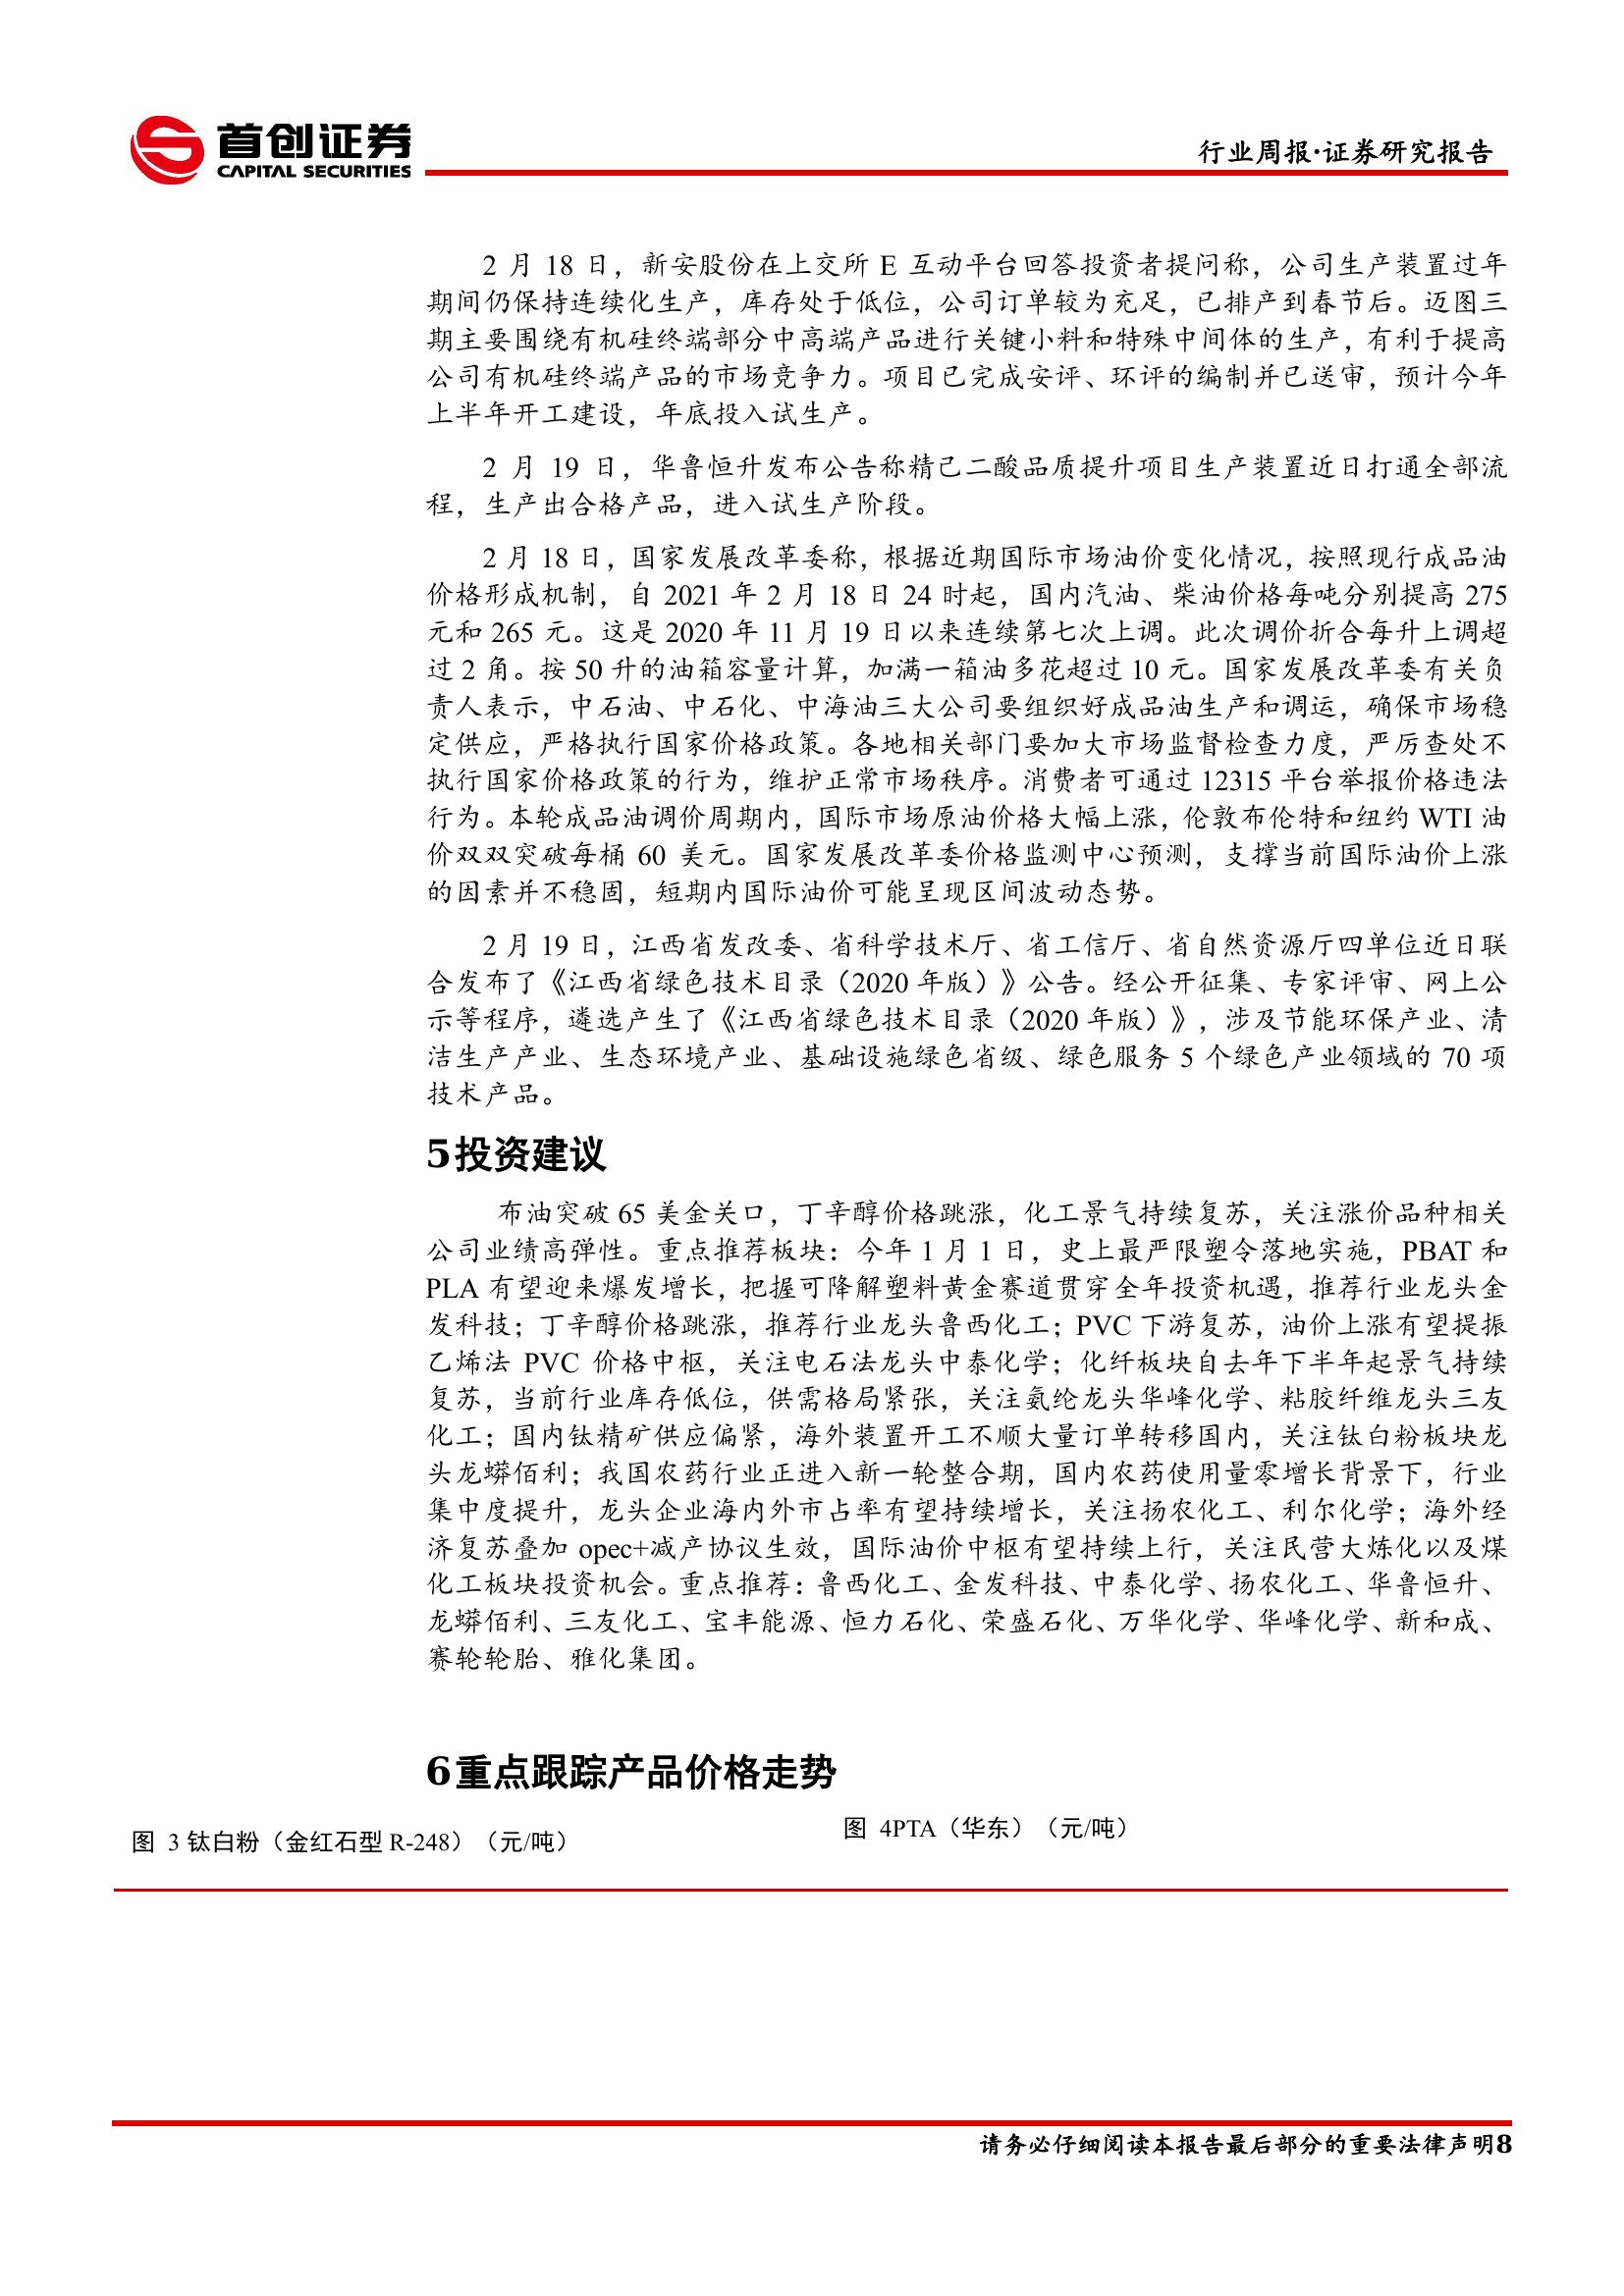 首创证券
CAPITAL SECURITIES
行业周报·证券研究报告
2 月 18 日，新安股份在上交所 E 互动平台回答投资者提问称，公司生产装置过年
期间仍保持连续化生产，库存处于低位，公司订单较为充足，已排产到春节后。迈图三
期主要围绕有机硅终端部分中高端产品进行关键小料和特殊中间体的生产，有利于提高
公司有机硅终端产品的市场竞争力。项目已完成安评、环评的编制并已送审，预计今年
上半年开工建设，年底投入试生产。
2 月 19 日，华鲁恒升发布公告称精己二酸品质提升项目生产装置近日打通全部流
程，生产出合格产品，进入试生产阶段。
2 月 18 日，国家发展改革委称，根据近期国际市场油价变化情况，按照现行成品油
价格形成机制，自 2021 年 2 月 18 日 24 时起，国内汽油、柴油价格每吨分别提高 275
元和 265 元。这是 2020 年 11 月 19 日以来连续第七次上调。此次调价折合每升上调超
过 2 角。按 50 升的油箱容量计算，加满一箱油多花超过 10 元。国家发展改革委有关负
责人表示，中石油、中石化、中海油三大公司要组织好成品油生产和调运，确保市场稳
定供应，严格执行国家价格政策。各地相关部门要加大市场监督检查力度，严厉查处不
执行国家价格政策的行为，维护正常市场秩序。消费者可通过 12315 平台举报价格违法
行为。本轮成品油调价周期内，国际市场原油价格大幅上涨，伦敦布伦特和纽约 WTI 油
价双双突破每桶 60 美元。国家发展改革委价格监测中心预测，支撑当前国际油价上涨
的因素并不稳固，短期内国际油价可能呈现区间波动态势。
2 月 19 日，江西省发改委、省科学技术厅、省工信厅、省自然资源厅四单位近日联
合发布了《江西省绿色技术目录（2020 年版）》公告。经公开征集、专家评审、网上公
示等程序，遴选产生了《江西省绿色技术目录（2020 年版）》，涉及节能环保产业、清
洁生产产业、生态环境产业、基础设施绿色省级、绿色服务 5 个绿色产业领域的 70 项
技术产品。
5 投资建议
布油突破 65 美金关口，丁辛醇价格跳涨，化工景气持续复苏，关注涨价品种相关
公司业绩高弹性。重点推荐板块：今年 1 月 1 日，史上最严限塑令落地实施，PBAT 和
PLA 有望迎来爆发增长，把握可降解塑料黄金赛道贯穿全年投资机遇，推荐行业龙头金
发科技；丁辛醇价格跳涨，推荐行业龙头鲁西化工；PVC 下游复苏，油价上涨有望提振
乙烯法 PVC 价格中枢，关注电石法龙头中泰化学；化纤板块自去年下半年起景气持续
复苏，当前行业库存低位，供需格局紧张，关注氨纶龙头华峰化学、粘胶纤维龙头三友
化工；国内钛精矿供应偏紧，海外装置开工不顺大量订单转移国内，关注钛白粉板块龙
头龙蟒佰利；我国农药行业正进入新一轮整合期，国内农药使用量零增长背景下，行业
集中度提升，龙头企业海内外市占率有望持续增长，关注扬农化工、利尔化学；海外经
济复苏叠加 opec+减产协议生效，国际油价中枢有望持续上行，关注民营大炼化以及煤
化工板块投资机会。重点推荐：鲁西化工、金发科技、中泰化学、扬农化工、华鲁恒升、
龙蟒佰利、三友化工、宝丰能源、恒力石化、荣盛石化、万华化学、华峰化学、新和成、
赛轮轮胎、雅化集团。
6 重点跟踪产品价格走势
图 3 钛白粉（金红石型 R-248）（元/吨）
图 4PTA（华东）（元/吨）
请务必仔细阅读本报告最后部分的重要法律声明8